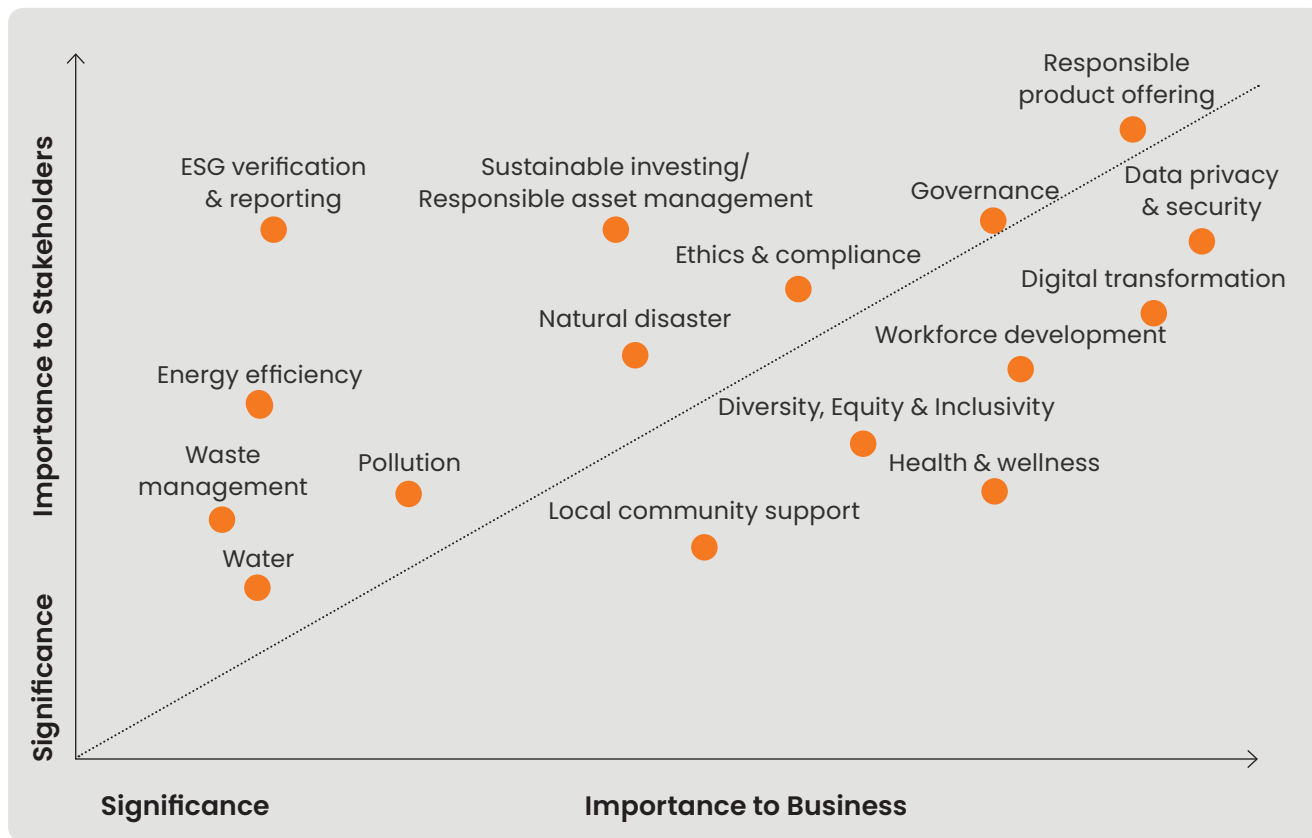 Responsible
product offering
ESG verification
& reporting
Sustainable investing/
Responsible asset management
Governance
Data privacy
& security
Ethics & compliance
Digital transformation
Natural disaster
Workforce development
Energy efficiency
Diversity, Equity & Inclusivity
Waste
management
Pollution
Health & wellness
Local community support
Water
Importance to Stakeholders
Significance
Significance
Importance to Business